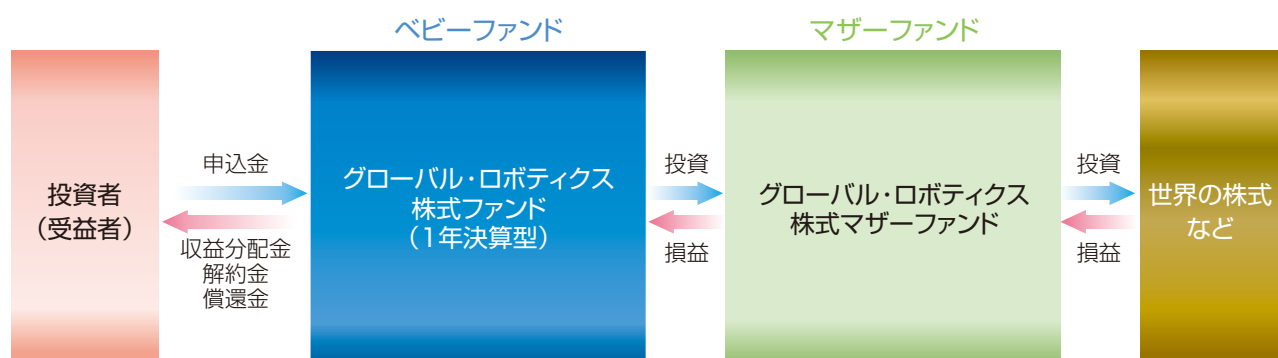 ベビーファンド
マザーファンド
投資者
（受益者）
申込金
収益分配金
解約金
償還金
グローバル・ロボティクス
株式ファンド
（1年決算型）
投資
損益
グローバル・ロボティクス
株式マザーファンド
投資
損益
世界の株式
など